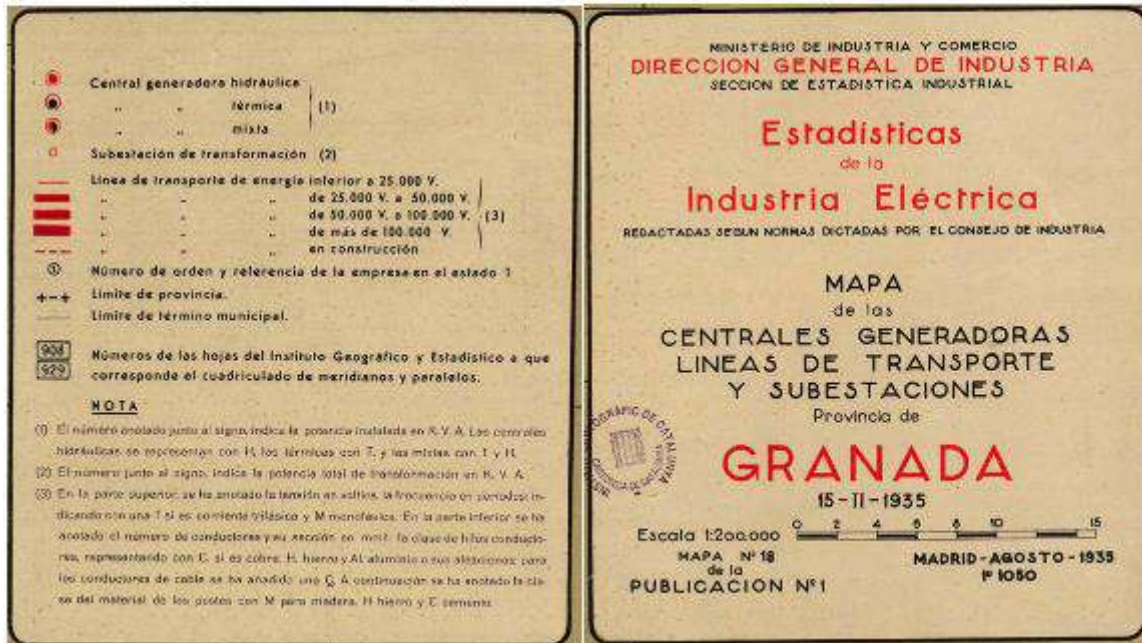 Central generadora hidráulica
" " térmica (1)
" " mixta
Subestación de transformación (2)
Línea de transporte de energía inferior a 25.000 V.
" " " de 25.000 V. a 50.000 V.
" " " de 50.000 V. a 100.000 V. (3)
" " " de más de 100.000 V.
en construcción
① Número de orden y referencia de la empresa en el estado 1
Limite de provincia.
Limite de término municipal.
908
929
Números de las hojas del Instituto Geográfico y Estadístico a que
corresponde el cuadriculado de meridianos y paralelos.
NOTA
(1) El número anotado junto al signo, indica la potencia instalada en K. V. A. Las centrales
hidráulicas se representan con H, las térmicas con T, y las mixtas con T y H.
(2) El número junto al signo, indica la potencia total de transformación en K. V. A.
(3) En la parte superior, se ha anotado la tensión en voltios, la frecuencia en periodos; in-
dicando con una T si es corriente trifásica y M monofásica. En la parte inferior se ha
anotado el número de conductores y su sección en mm²; la clase de hilos conducto-
res, representando con C, si es cobre, H, hierro y Al, aluminio o sus aleaciones; para
los conductores de cable se ha añadido una C. A continuación se ha anotado la cla-
se del material de los postes con M para madera, H hierro y C cemento
MINISTERIO DE INDUSTRIA Y COMERCIO
DIRECCION GENERAL DE INDUSTRIA
SECCION DE ESTADISTICA INDUSTRIAL
Estadísticas
de la
Industria Eléctrica
REDACTADAS SEGUN NORMAS DICTADAS POR EL CONSEJO DE INDUSTRIA
MAPA
de las
CENTRALES GENERADORAS
LINEAS DE TRANSPORTE
Y SUBESTACIONES
Provincia de
GRANADA
15-II-1935
Escala 1:200.000
0 2 4 6 8 10 15
MAPA Nº 18
de la
PUBLICACION Nº 1
MADRID-AGOSTO-1935
1050